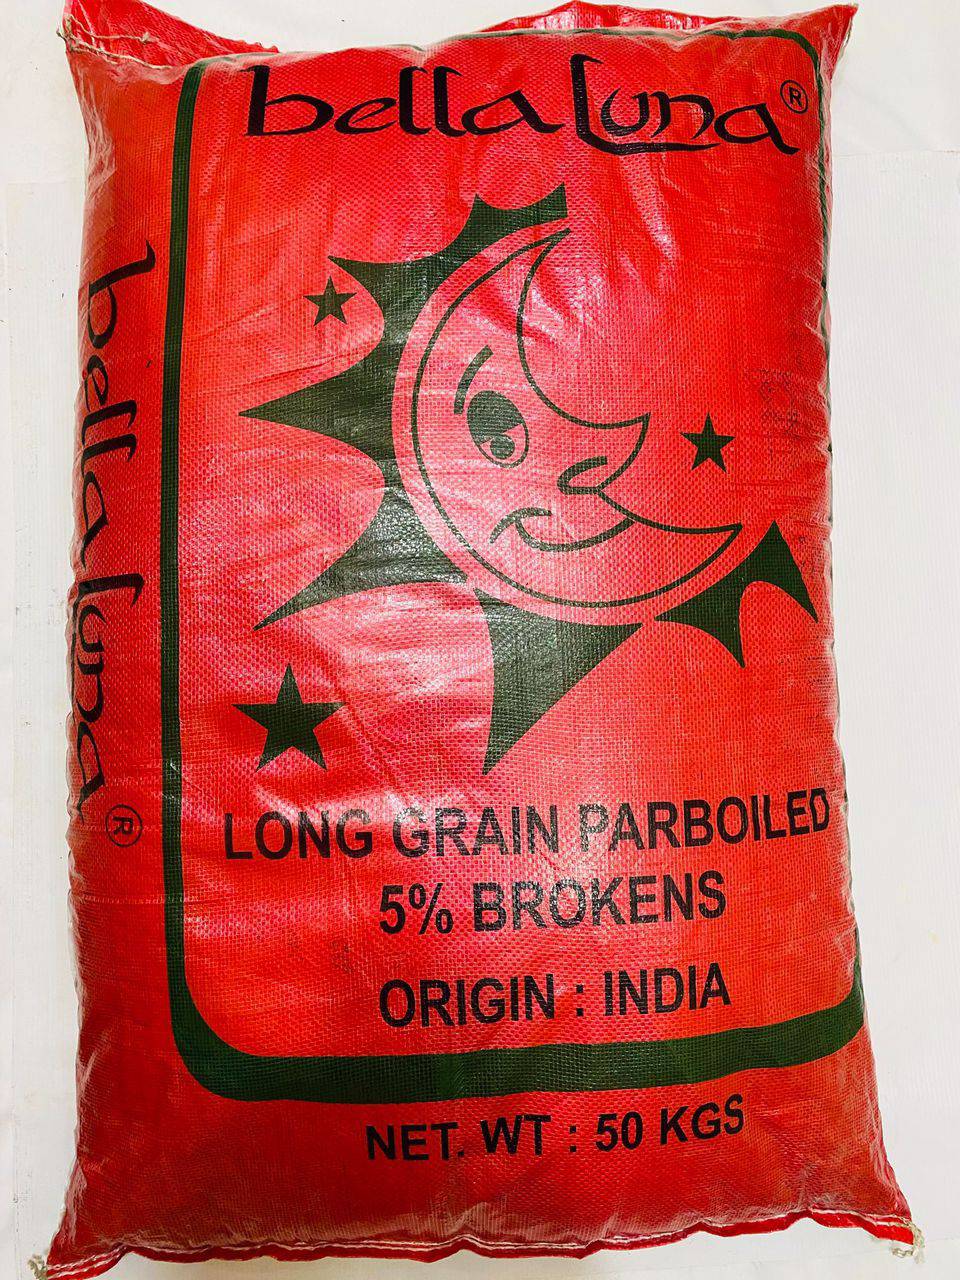 bella luna®
bella luna®
LONG GRAIN PARBOILED
5% BROKENS
ORIGIN : INDIA
NET. WT : 50 KGS